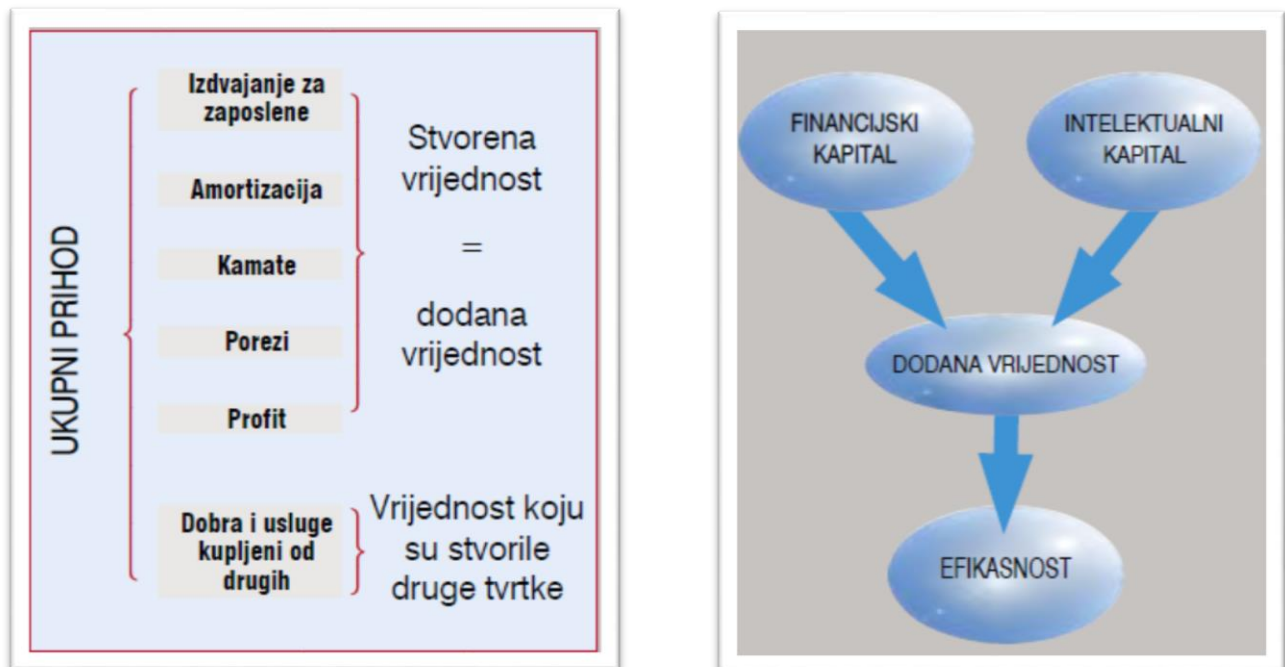 UKUPNI PRIHOD
Izdvajanje za
zaposlene
Amortizacija
Kamate
Porezi
Profit
Dobra i usluge
kupljeni od
drugih
Stvorena
vrijednost
=
dodana
vrijednost
Vrijednost koju
su stvorile
druge tvrtke
FINANCIJSKI
KAPITAL
INTELEKTUALNI
KAPITAL
DODANA VRIJEDNOST
EFIKASNOST